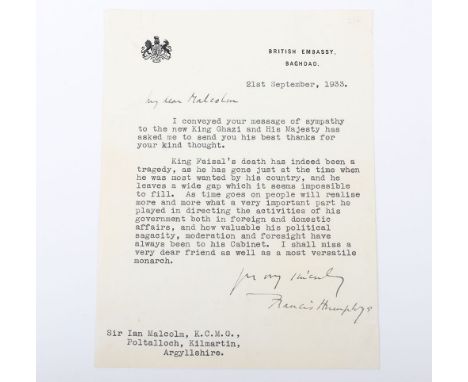 BRITISH EMBASSY,
BAGHDAD.
21st September, 1933.
My dear Malcolm
I conveyed your message of sympathy
to the new King Ghazi and His Majesty has
asked me to send you his best thanks for
your kind thought.
King Faisal's death has indeed been a
tragedy, as he has gone just at the time when
he was most wanted by his country, and he
leaves a wide gap which it seems impossible
to fill. As time goes on people will realise
more and more what a very important part he
played in directing the activities of his
government both in foreign and domestic
affairs, and how valuable his political
sagacity, moderation and foresight have
always been to his Cabinet. I shall miss a
very dear friend as well as a most versatile
monarch.
Yrs very sincerely
Francis Humphrys
Sir Ian Malcolm, K.C.M.G.,
Poltalloch, Kilmartin,
Argyllshire.